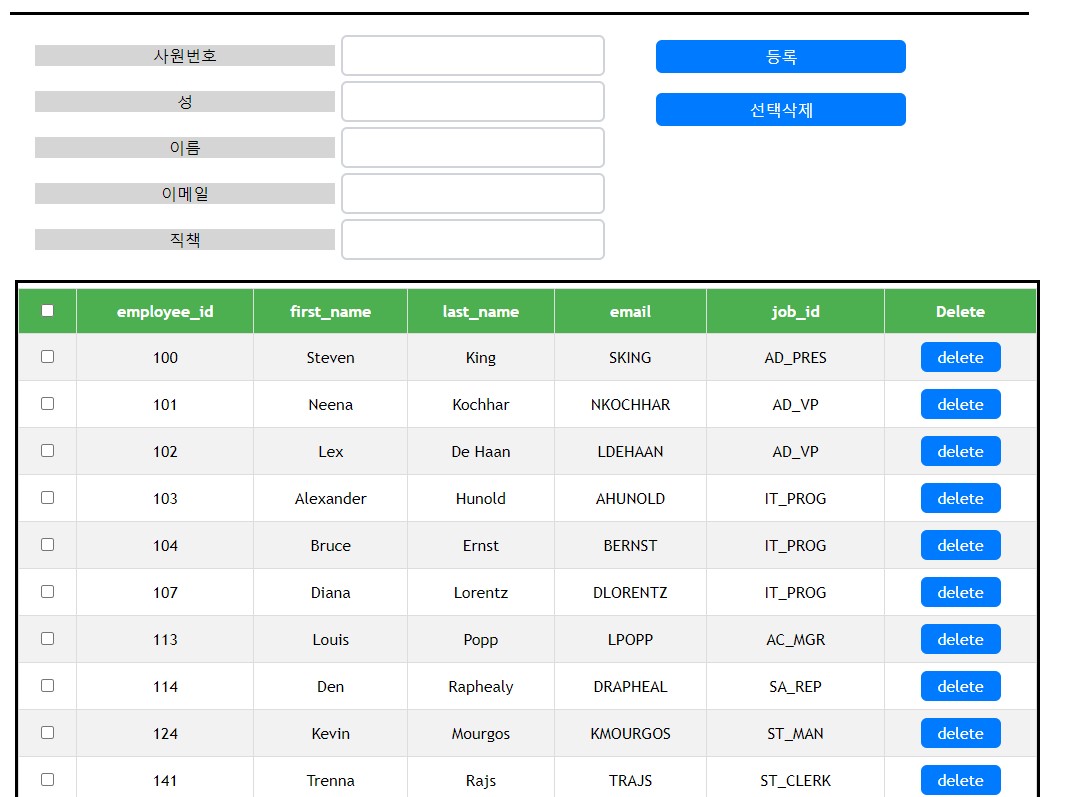 사원번호
등록
성
선택삭제
이름
이메일
직책
employee_id first_name last_name email job_id Delete
100 Steven King SKING AD_PRES delete
101 Neena Kochhar NKOCHHAR AD_VP delete
102 Lex De Haan LDEHAAN AD_VP delete
103 Alexander Hunold AHUNOLD IT_PROG delete
104 Bruce Ernst BERNST IT_PROG delete
107 Diana Lorentz DLORENTZ IT_PROG delete
113 Louis Popp LPOPP AC_MGR delete
114 Den Raphealy DRAPHEAL SA_REP delete
124 Kevin Mourgos KMOURGOS ST_MAN delete
141 Trenna Rajs TRAJS ST_CLERK delete